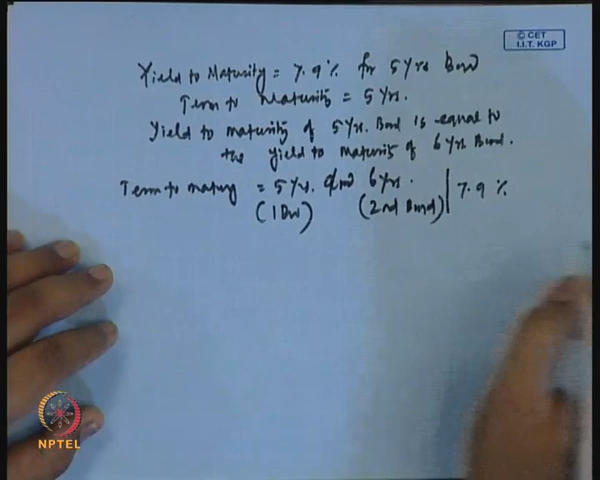 © CET
I.I.T. KGP
Yield to Maturity = 7.9% for 5 Yrs Bond
Term to Maturity = 5 Yrs.
Yield to maturity of 5 Yrs. Bond is equal to
the Yield to Maturity of 6 Yrs. Bond.
Term to maturity = 5 Yrs. and 6 Yrs. | 7.9 %
(2nd Bond)
NPTEL